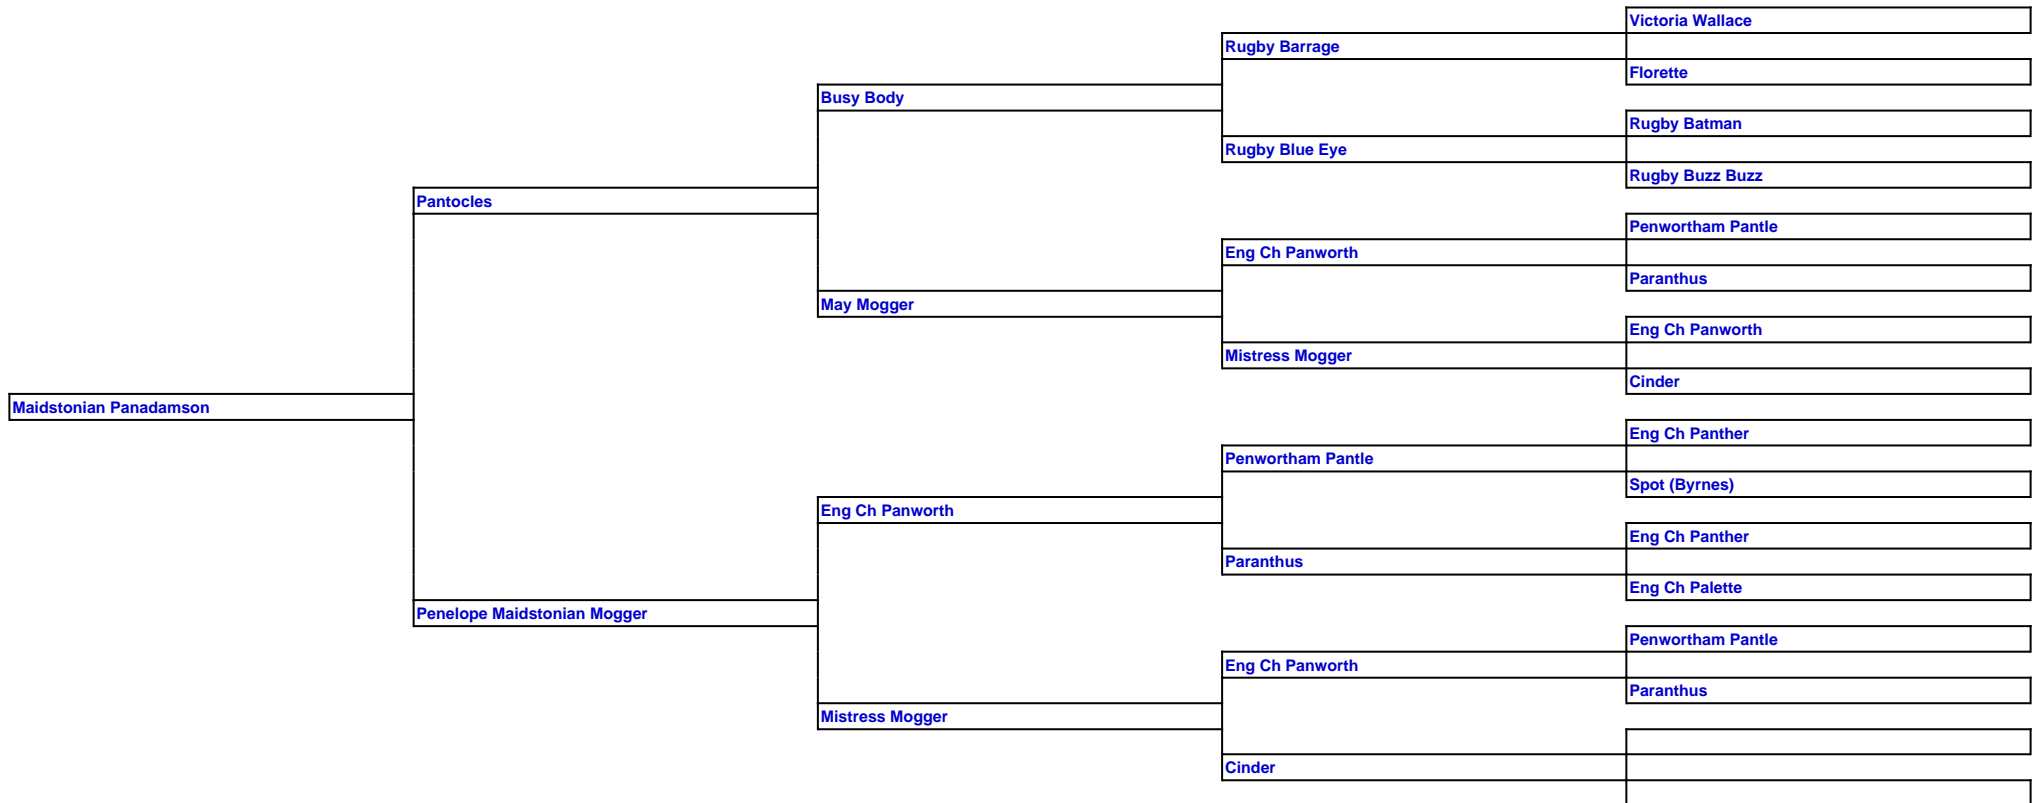 Victoria Wallace
Rugby Barrage
Florette
Busy Body
Rugby Batman
Rugby Blue Eye
Rugby Buzz Buzz
Pantocles
Penwortham Pantle
Eng Ch Panworth
Paranthus
May Mogger
Eng Ch Panworth
Mistress Mogger
Cinder
Maidstonian Panadamson
Eng Ch Panther
Penwortham Pantle
Spot (Byrnes)
Eng Ch Panworth
Eng Ch Panther
Paranthus
Eng Ch Palette
Penelope Maidstonian Mogger
Penwortham Pantle
Eng Ch Panworth
Paranthus
Mistress Mogger
Cinder